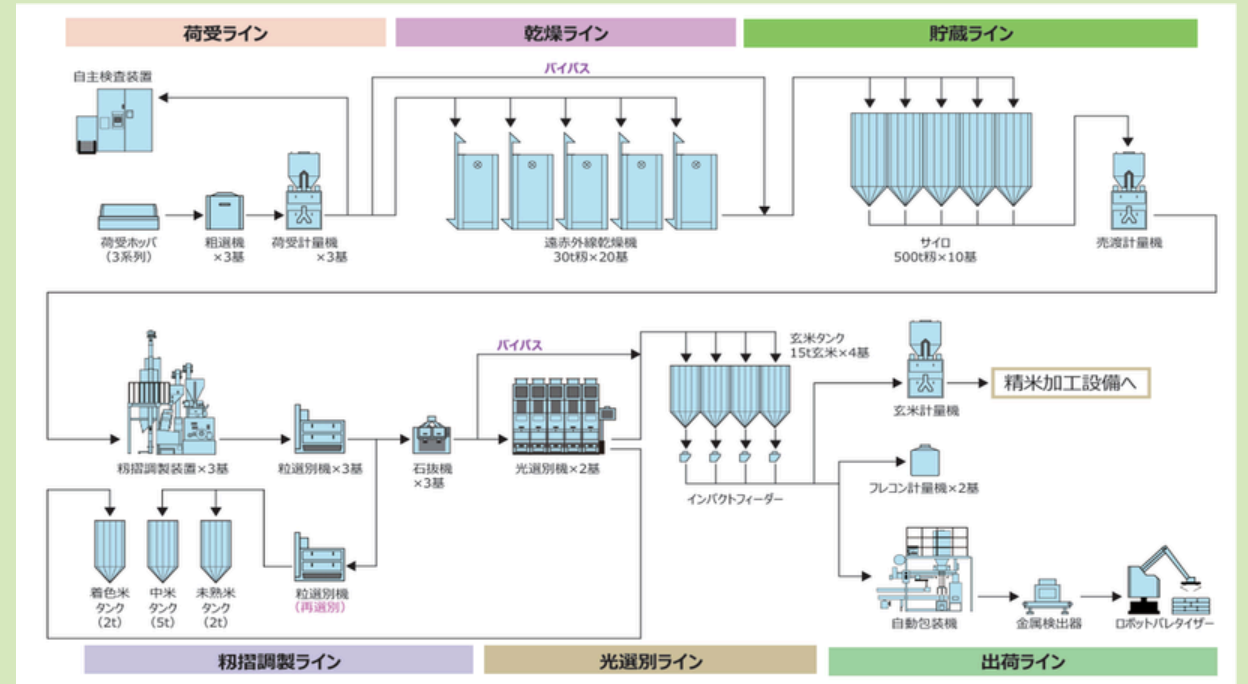 荷受ライン
乾燥ライン
貯蔵ライン
自主検査装置
バイパス
荷受ホッパ
(3系列)
粗選機
×3基
荷受計量機
×3基
遠赤外線乾燥機
30t籾×20基
サイロ
500t籾×10基
売渡計量機
バイパス
玄米タンク
15t玄米×4基
玄米計量機
精米加工設備へ
籾摺調製装置×3基
粒選別機×3基
石抜機
×3基
光選別機×2基
インパクトフィーダー
フレコン計量機×2基
着色米
タンク
(2t)
中米
タンク
(5t)
未熟米
タンク
(2t)
粒選別機
(再選別)
自動包装機
金属検出器
ロボットパレタイザー
籾摺調製ライン
光選別ライン
出荷ライン